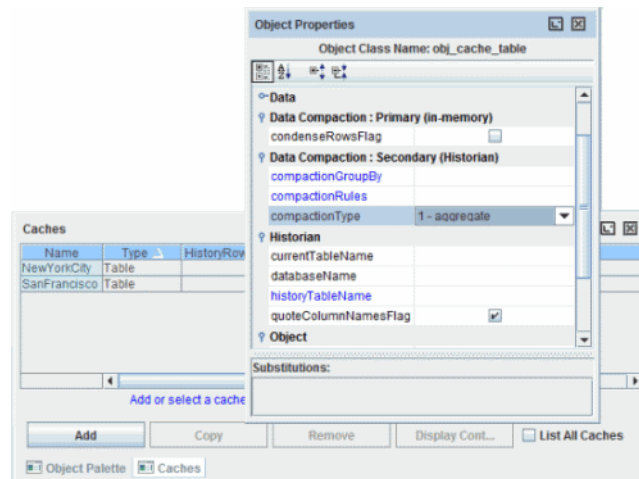 Object Properties
Object Class Name: obj_cache_table
Data
Data Compaction : Primary (in-memory)
condenseRowsFlag
Data Compaction : Secondary (Historian)
compactionGroupBy
compactionRules
compactionType 1 - aggregate
Historian
currentTableName
databaseName
historyTableName
quoteColumnNamesFlag
Object
Substitutions:
Caches
Name Type HistoryRow
NewYorkCity Table
SanFrancisco Table
Add or select a cache
Add Copy Remove Display Cont... List All Caches
Object Palette Caches